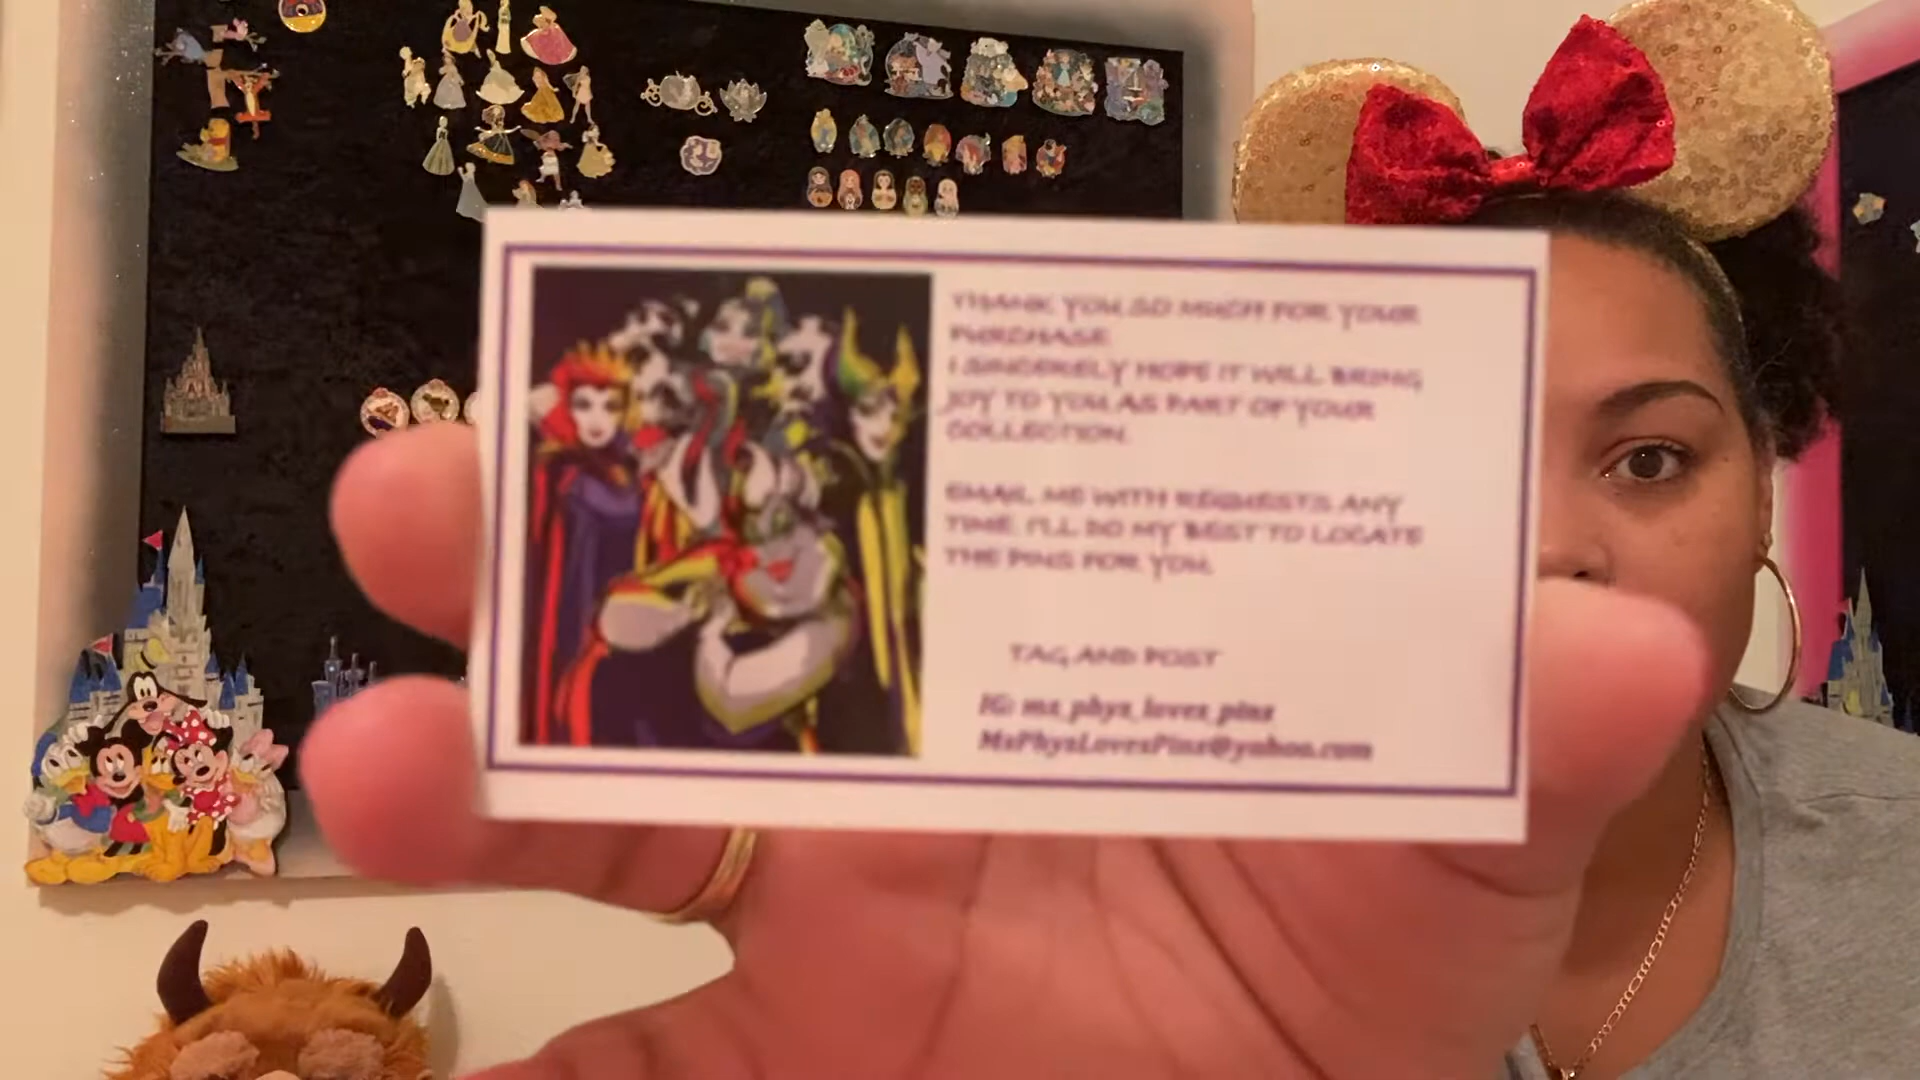 THANK YOU SO MUCH FOR YOUR
PURCHASE
I SINCERELY HOPE IT WILL BRING
JOY TO YOU AS PART OF YOUR
COLLECTION.
EMAIL ME WITH REQUESTS ANY
TIME. I'LL DO MY BEST TO LOCATE
THE PINS FOR YOU.
TAG AND POST
IG: ms_phys_loves_pins
MsPhysLovesPins@yahoo.com